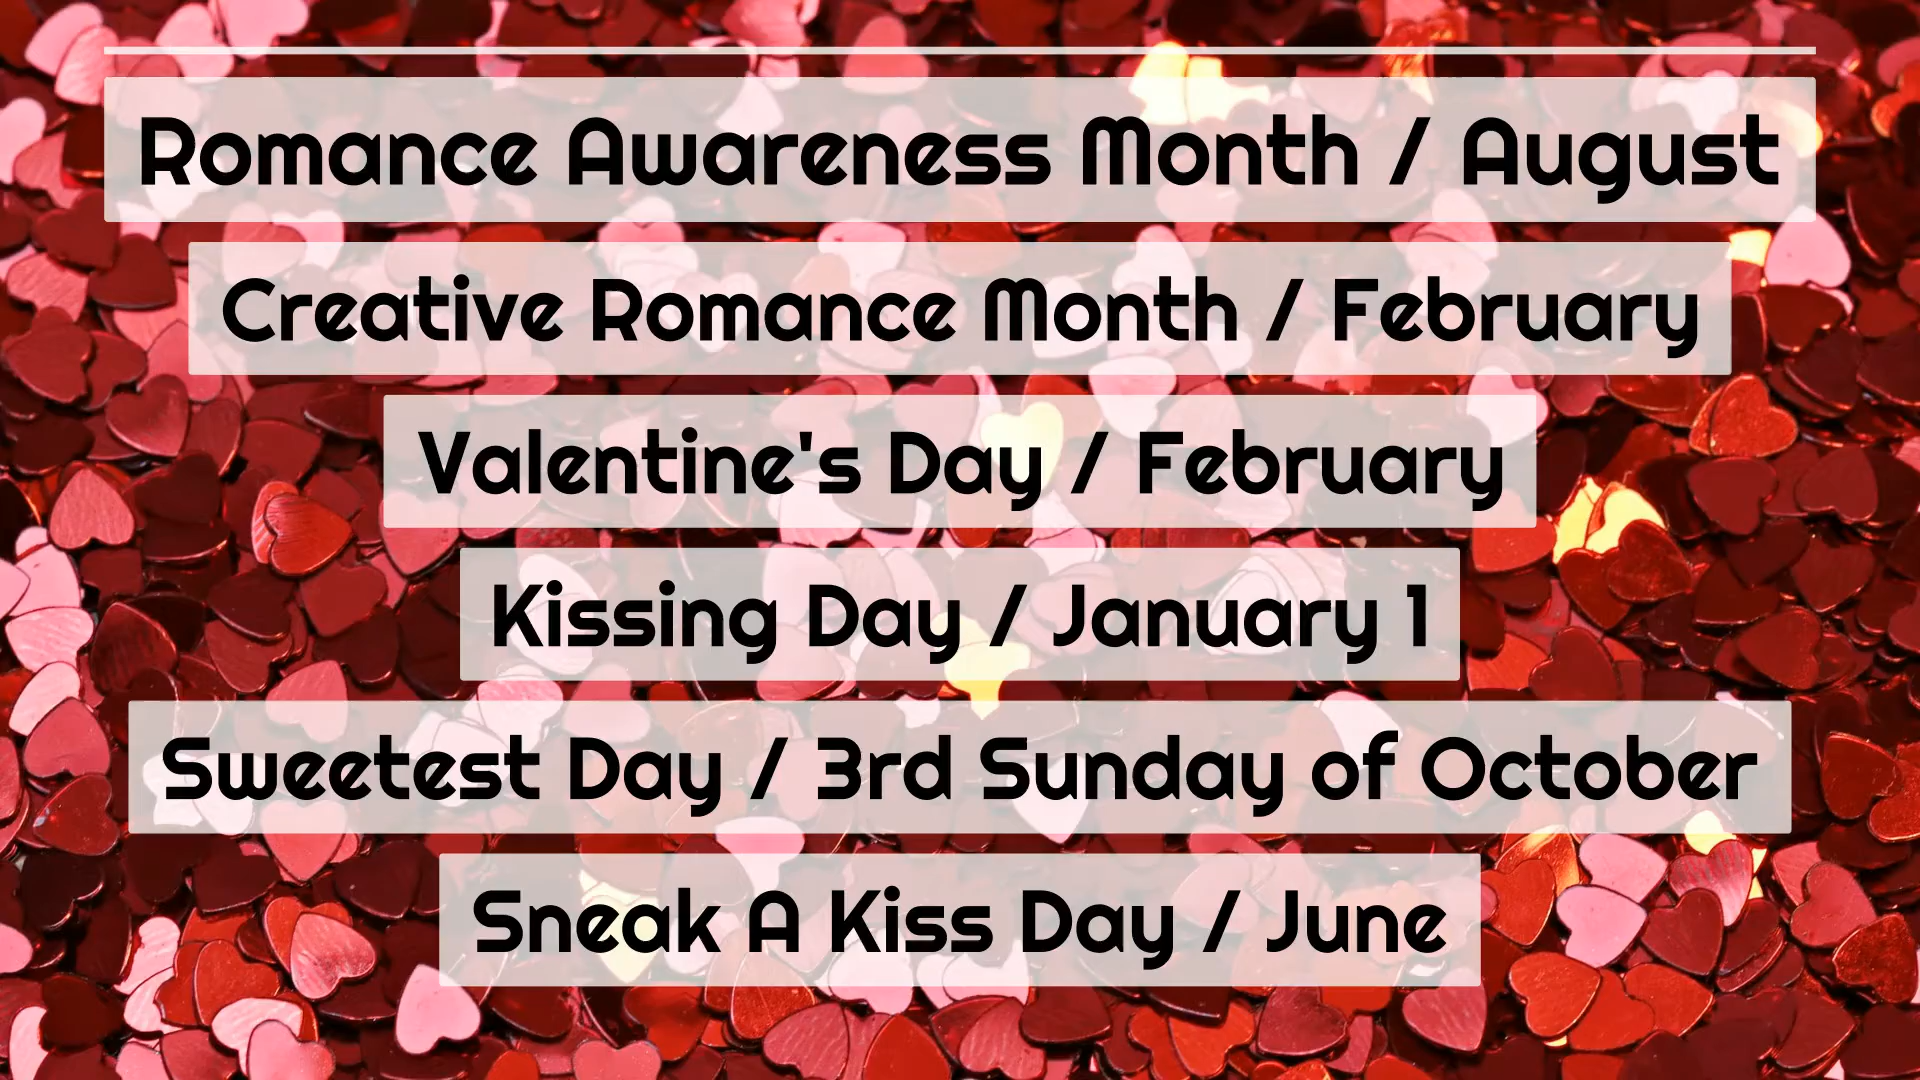 Romance Awareness Month / August
Creative Romance Month / February
Valentine's Day / February
Kissing Day / January 1
Sweetest Day / 3rd Sunday of October
Sneak A Kiss Day / June